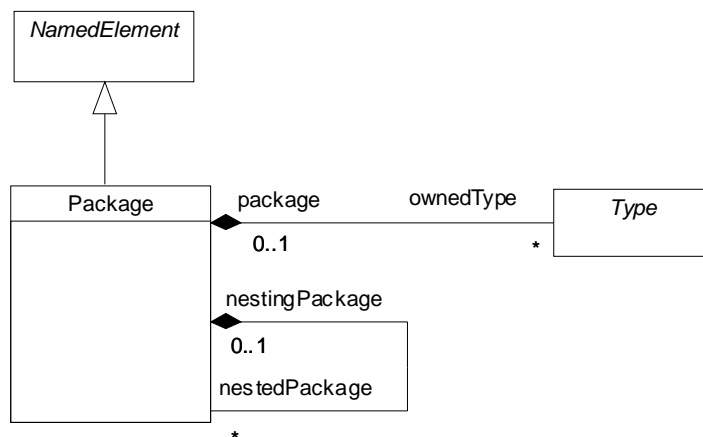 NamedElement
Package
package
ownedType
Type
0..1
*
nestingPackage
0..1
nestedPackage
*